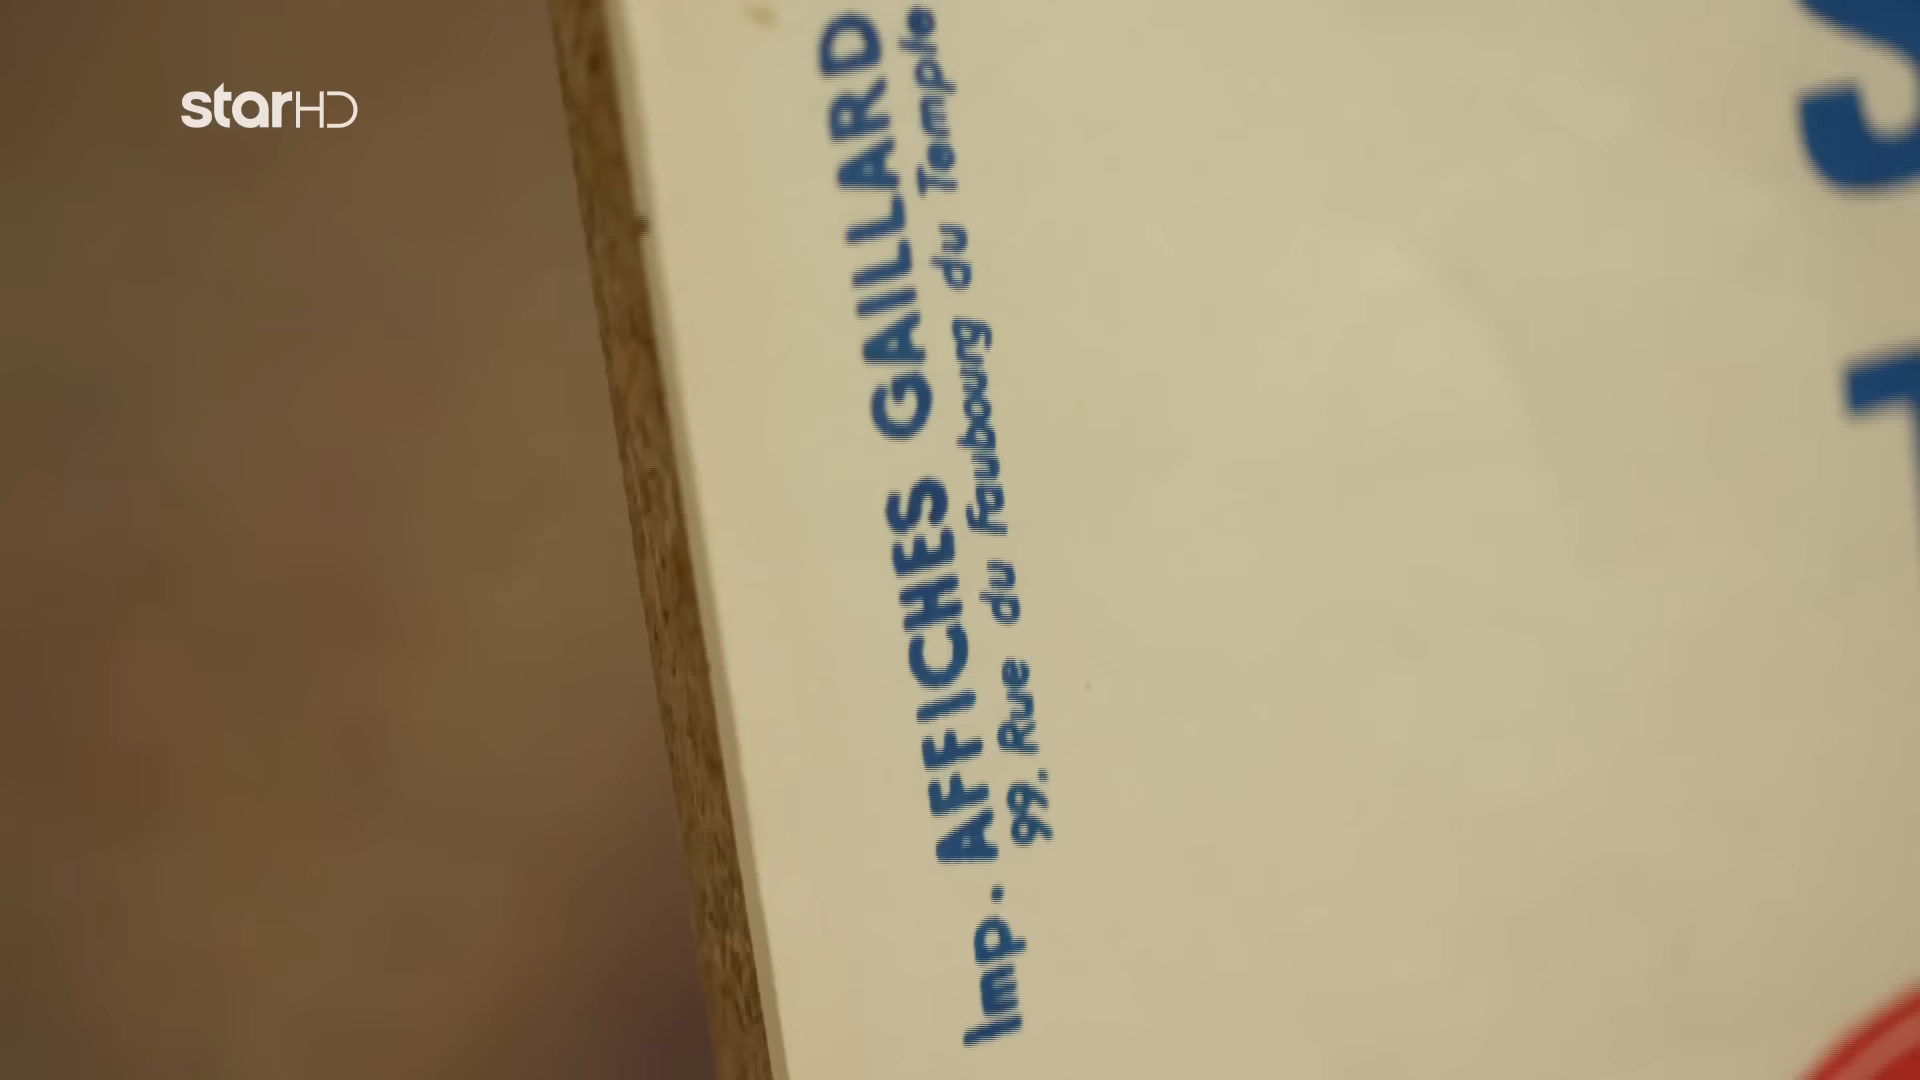 starHD
Imp. AFFICHES GAILLARD
99. Rue du Faubourg du Temple